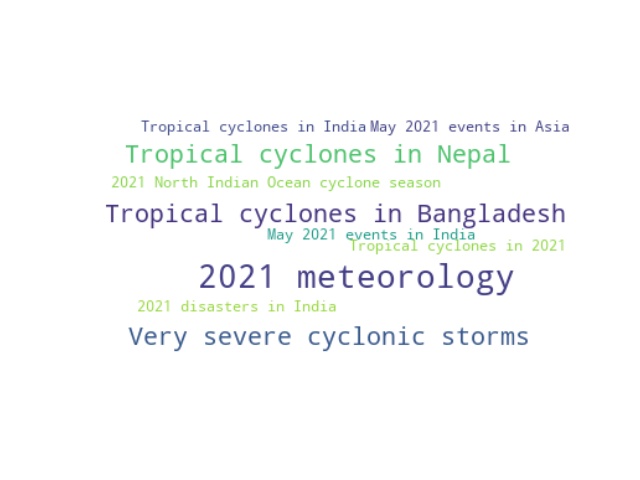 Tropical cyclones in India May 2021 events in Asia
Tropical cyclones in Nepal
2021 North Indian Ocean cyclone season
Tropical cyclones in Bangladesh
May 2021 events in India
Tropical cyclones in 2021
2021 meteorology
2021 disasters in India
Very severe cyclonic storms